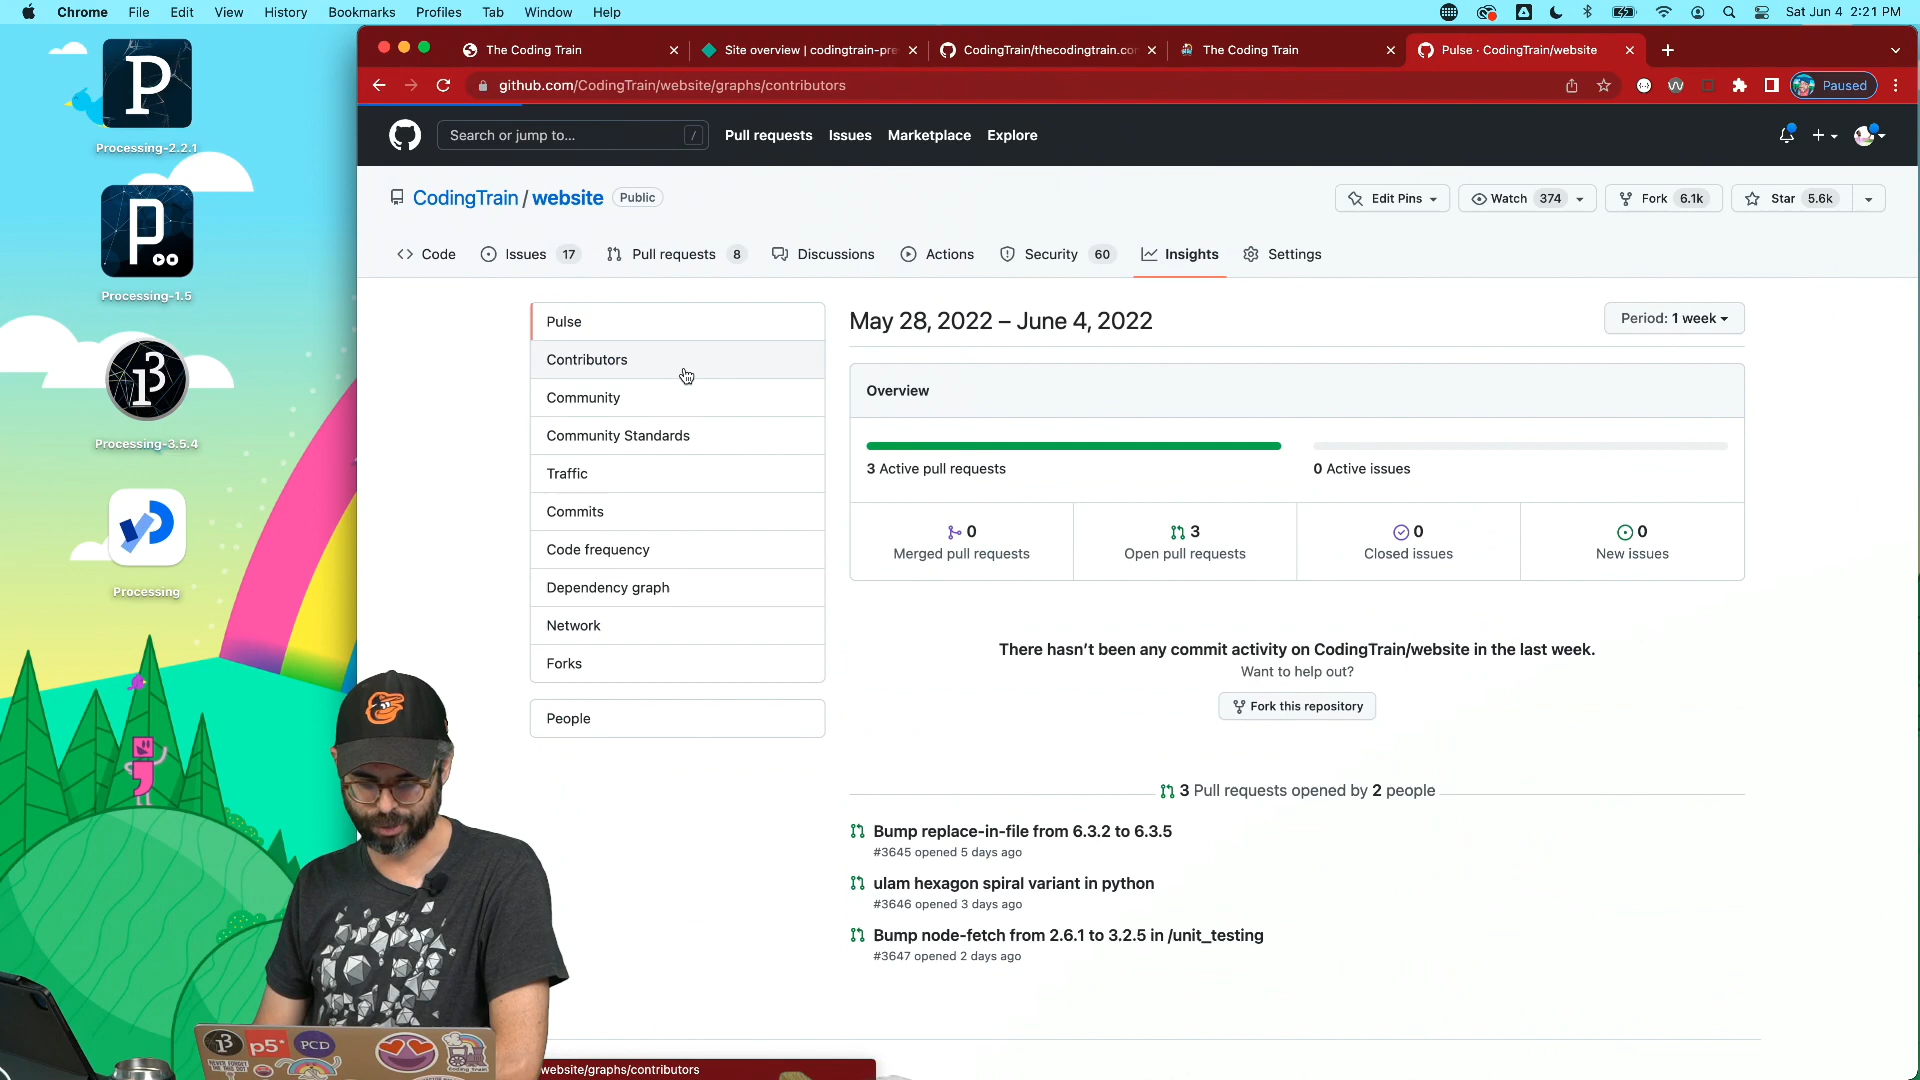 Chrome File Edit View History Bookmarks Profiles Tab Window Help
Sat Jun 4 2:21 PM
The Coding Train
Site overview | codingtrain-pre
CodingTrain/thecodingtrain.cor
The Coding Train
Pulse · CodingTrain/website
github.com/CodingTrain/website/graphs/contributors
Paused
Search or jump to... /
Pull requests Issues Marketplace Explore
CodingTrain / website Public
Edit Pins Watch 374 Fork 6.1k Star 5.6k
Code Issues 17 Pull requests 8 Discussions Actions Security 60 Insights Settings
Pulse
Contributors
Community
Community Standards
Traffic
Commits
Code frequency
Dependency graph
Network
Forks
People
May 28, 2022 – June 4, 2022
Period: 1 week
Overview
3 Active pull requests
0 Active issues
0
Merged pull requests
3
Open pull requests
0
Closed issues
0
New issues
There hasn't been any commit activity on CodingTrain/website in the last week.
Want to help out?
Fork this repository
3 Pull requests opened by 2 people
Bump replace-in-file from 6.3.2 to 6.3.5
#3645 opened 5 days ago
ulam hexagon spiral variant in python
#3646 opened 3 days ago
Bump node-fetch from 2.6.1 to 3.2.5 in /unit_testing
#3647 opened 2 days ago
website/graphs/contributors
P
Processing-2.2.1
P
Processing-1.5
Processing-3.5.4
Processing
p5*
PCD